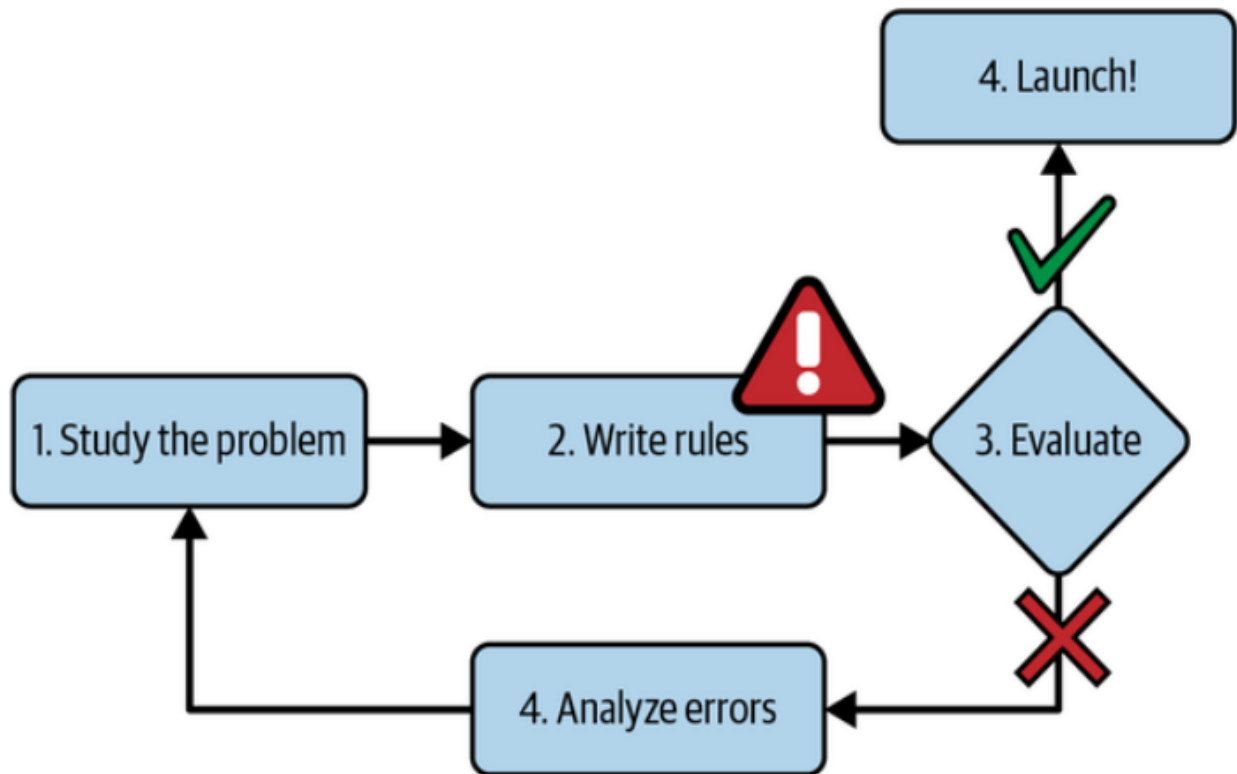 4. Launch!
1. Study the problem
2. Write rules
3. Evaluate
4. Analyze errors